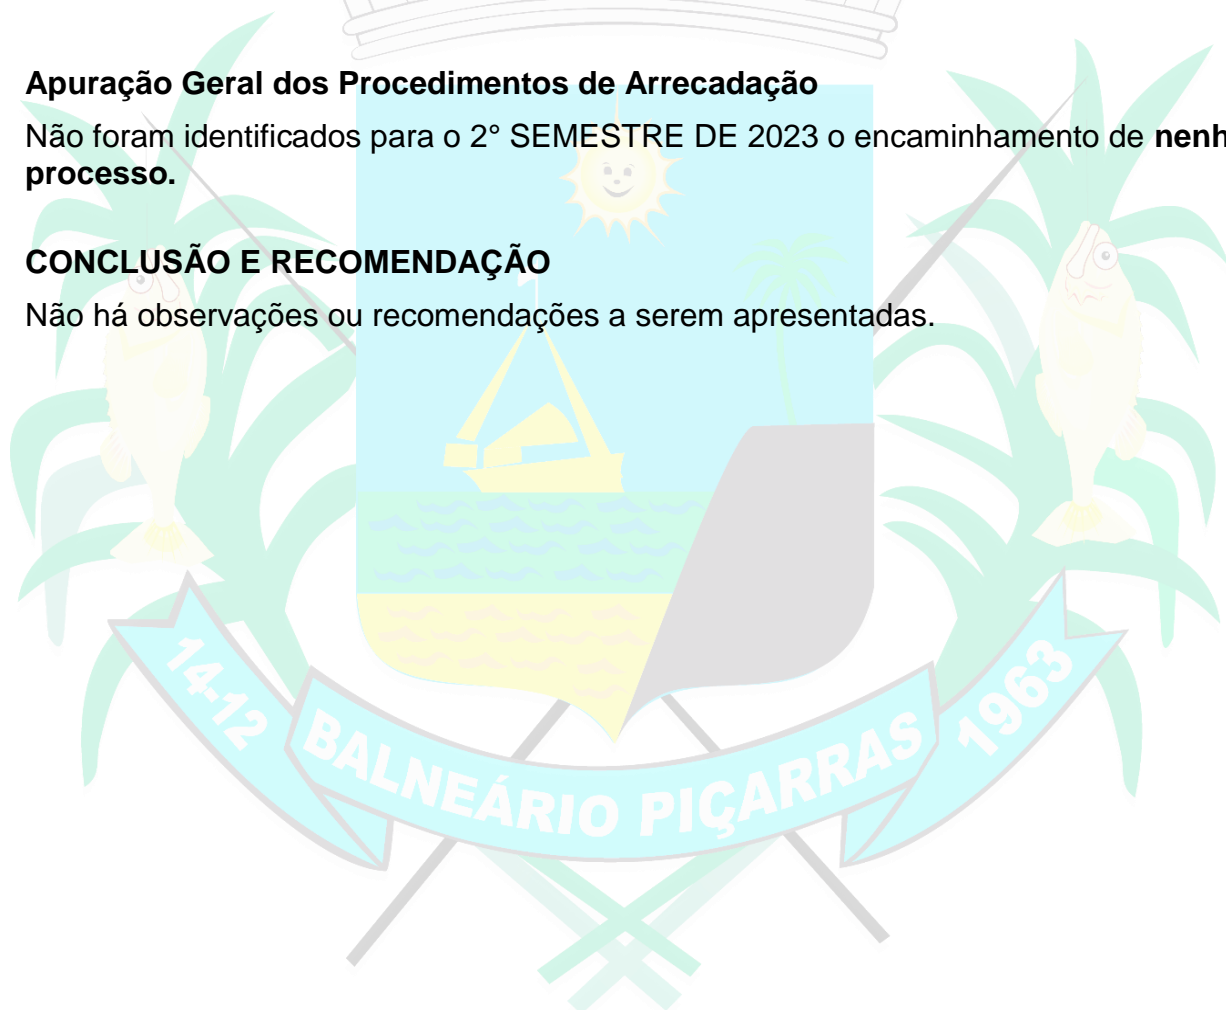 Apuração Geral dos Procedimentos de Arrecadação
Não foram identificados para o 2° SEMESTRE DE 2023 o encaminhamento de
processo.
CONCLUSÃO E RECOMENDAÇÃO
Não há observações ou recomendações a serem apresentadas.
14-12
BALNEÁRIO PIÇARRAS
1963